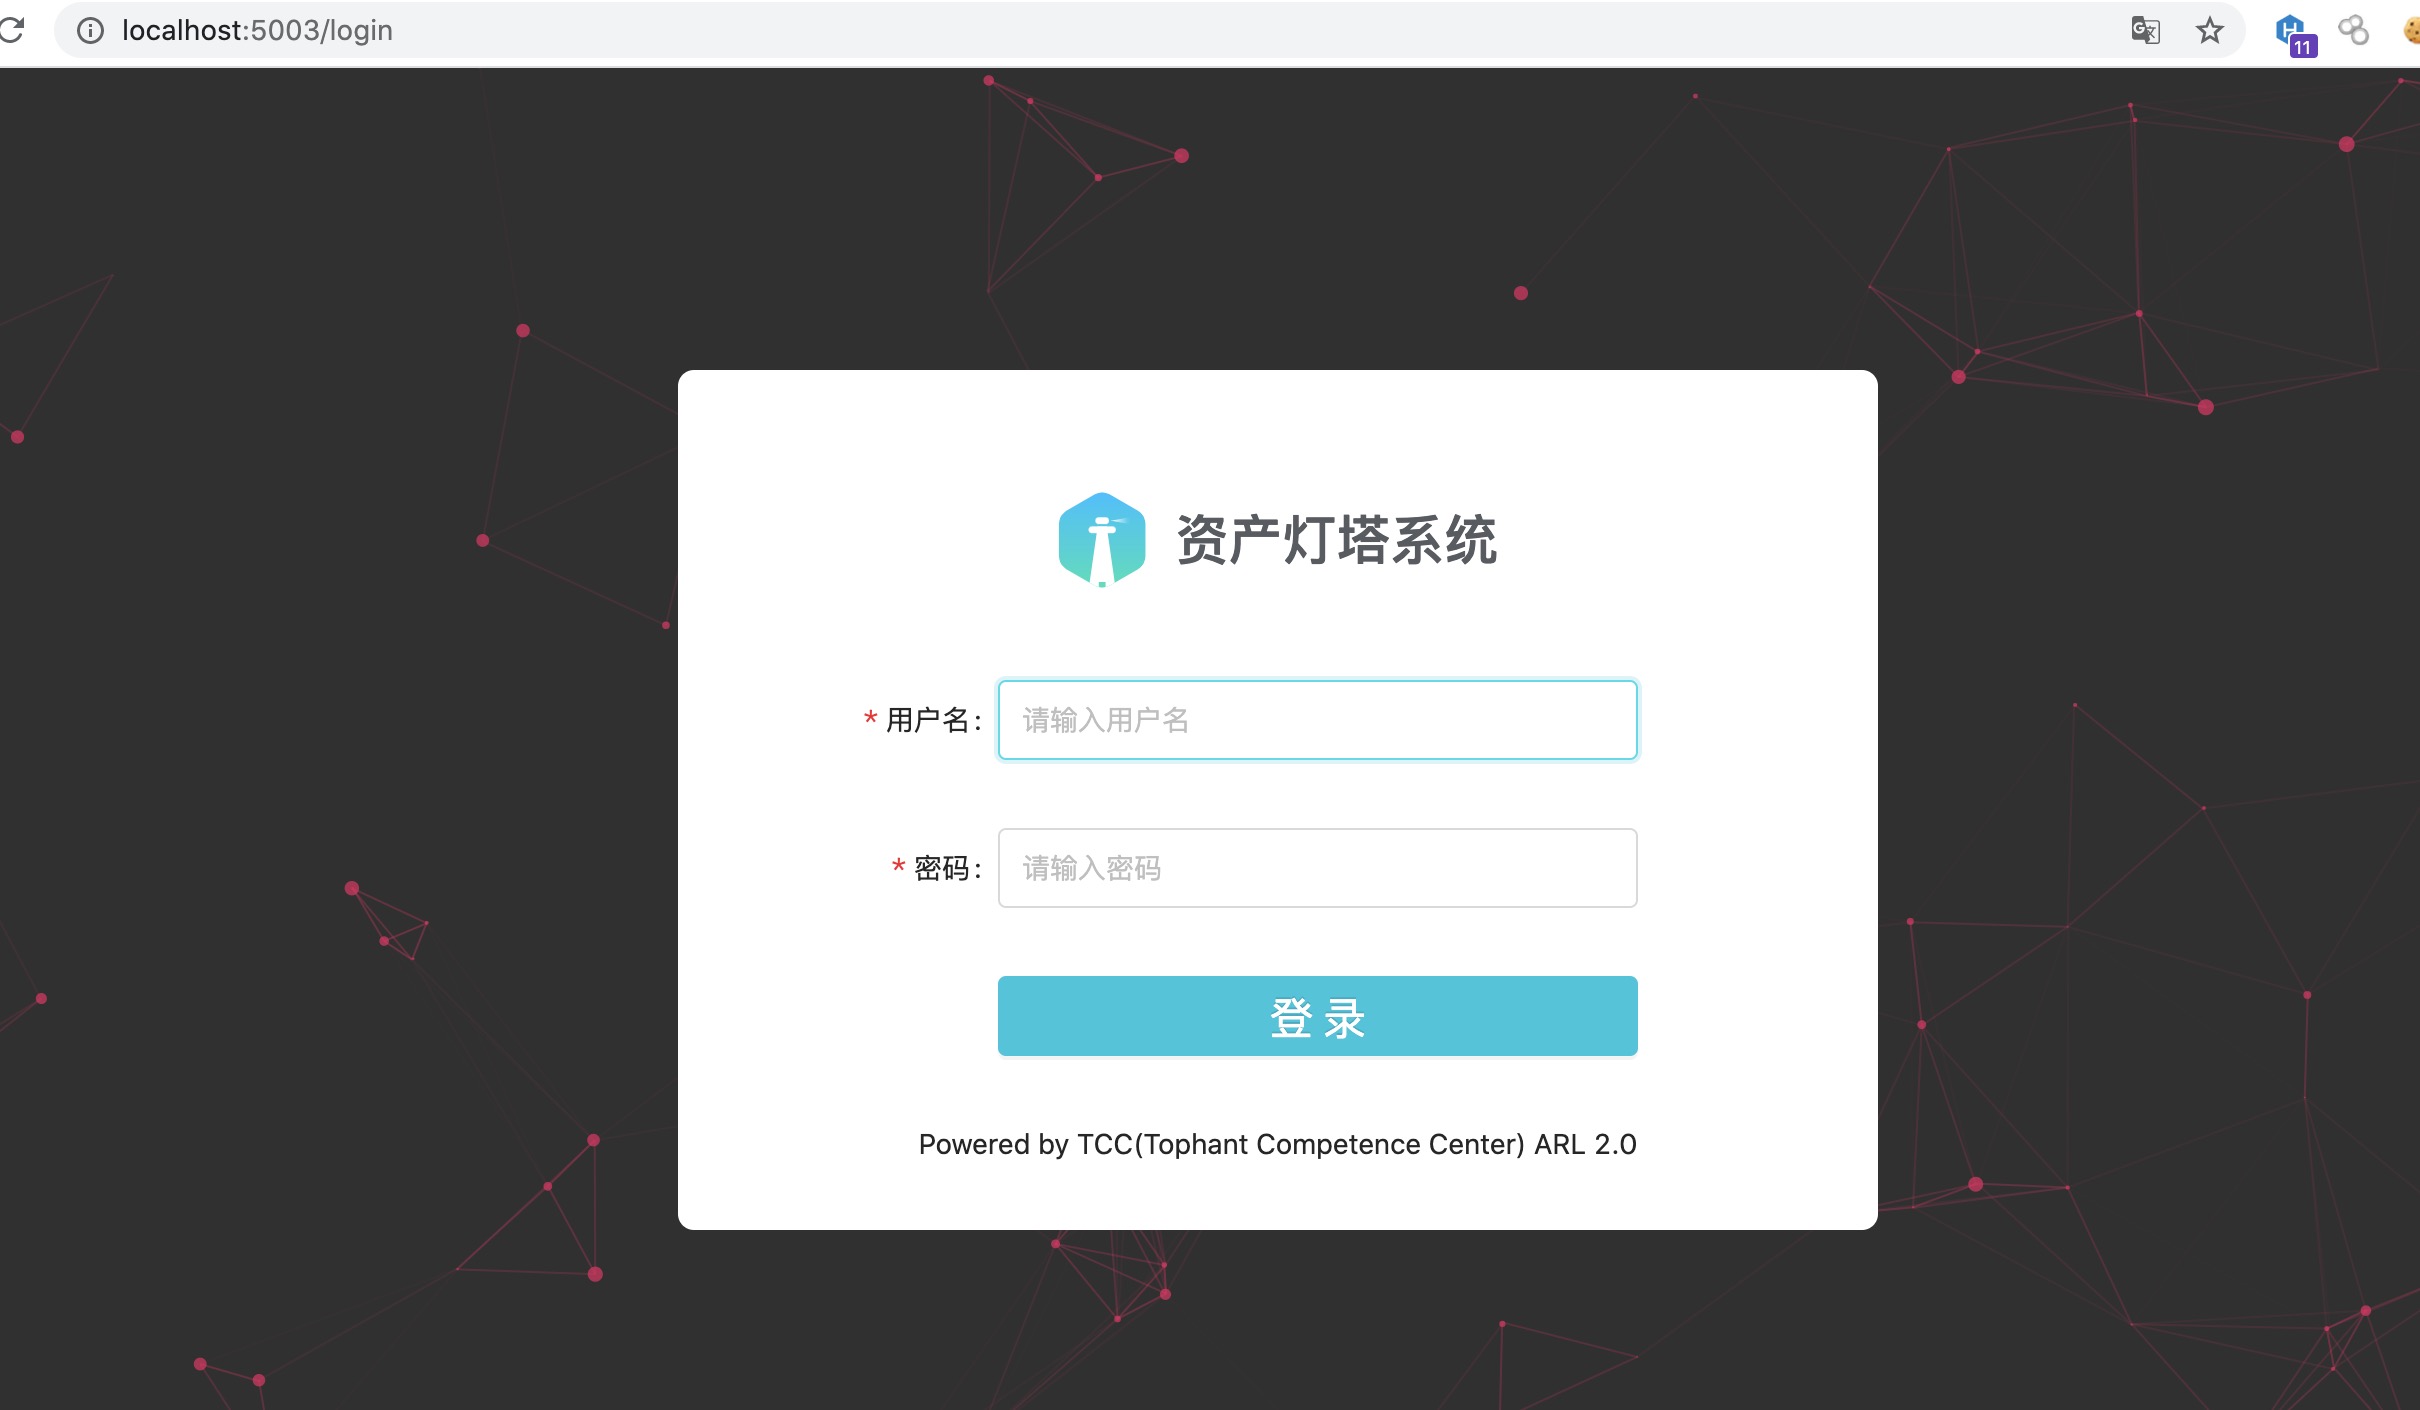 localhost:5003/login
11
资产灯塔系统
* 用户名:
请输入用户名
* 密码:
请输入密码
登 录
Powered by TCC(Tophant Competence Center) ARL 2.0